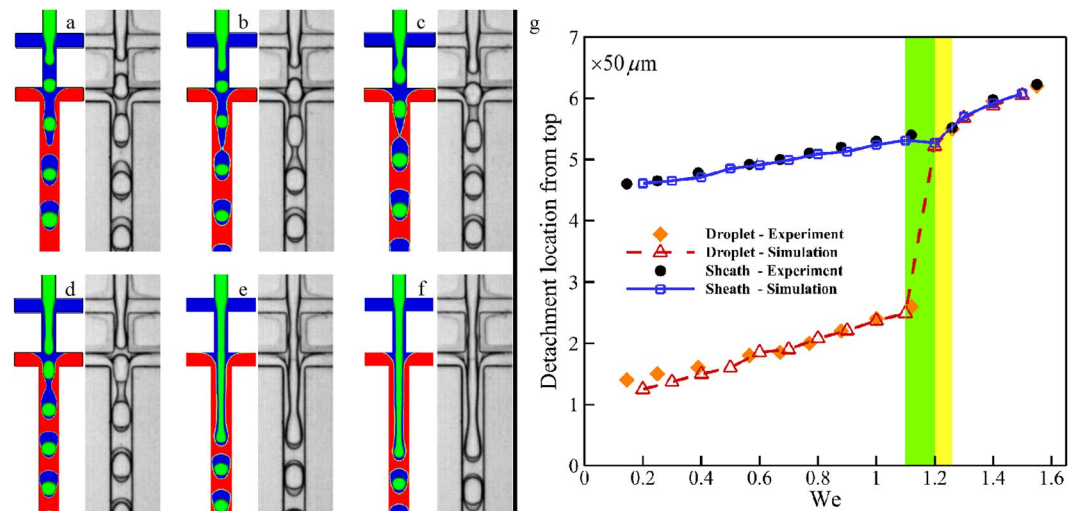 a
b
c
d
e
f
g
7
6
5
4
3
2
1
0
×50 μm
Detachment location from top
Droplet - Experiment
Droplet - Simulation
Sheath - Experiment
Sheath - Simulation
0.2 0.4 0.6 0.8 1 1.2 1.4 1.6
We